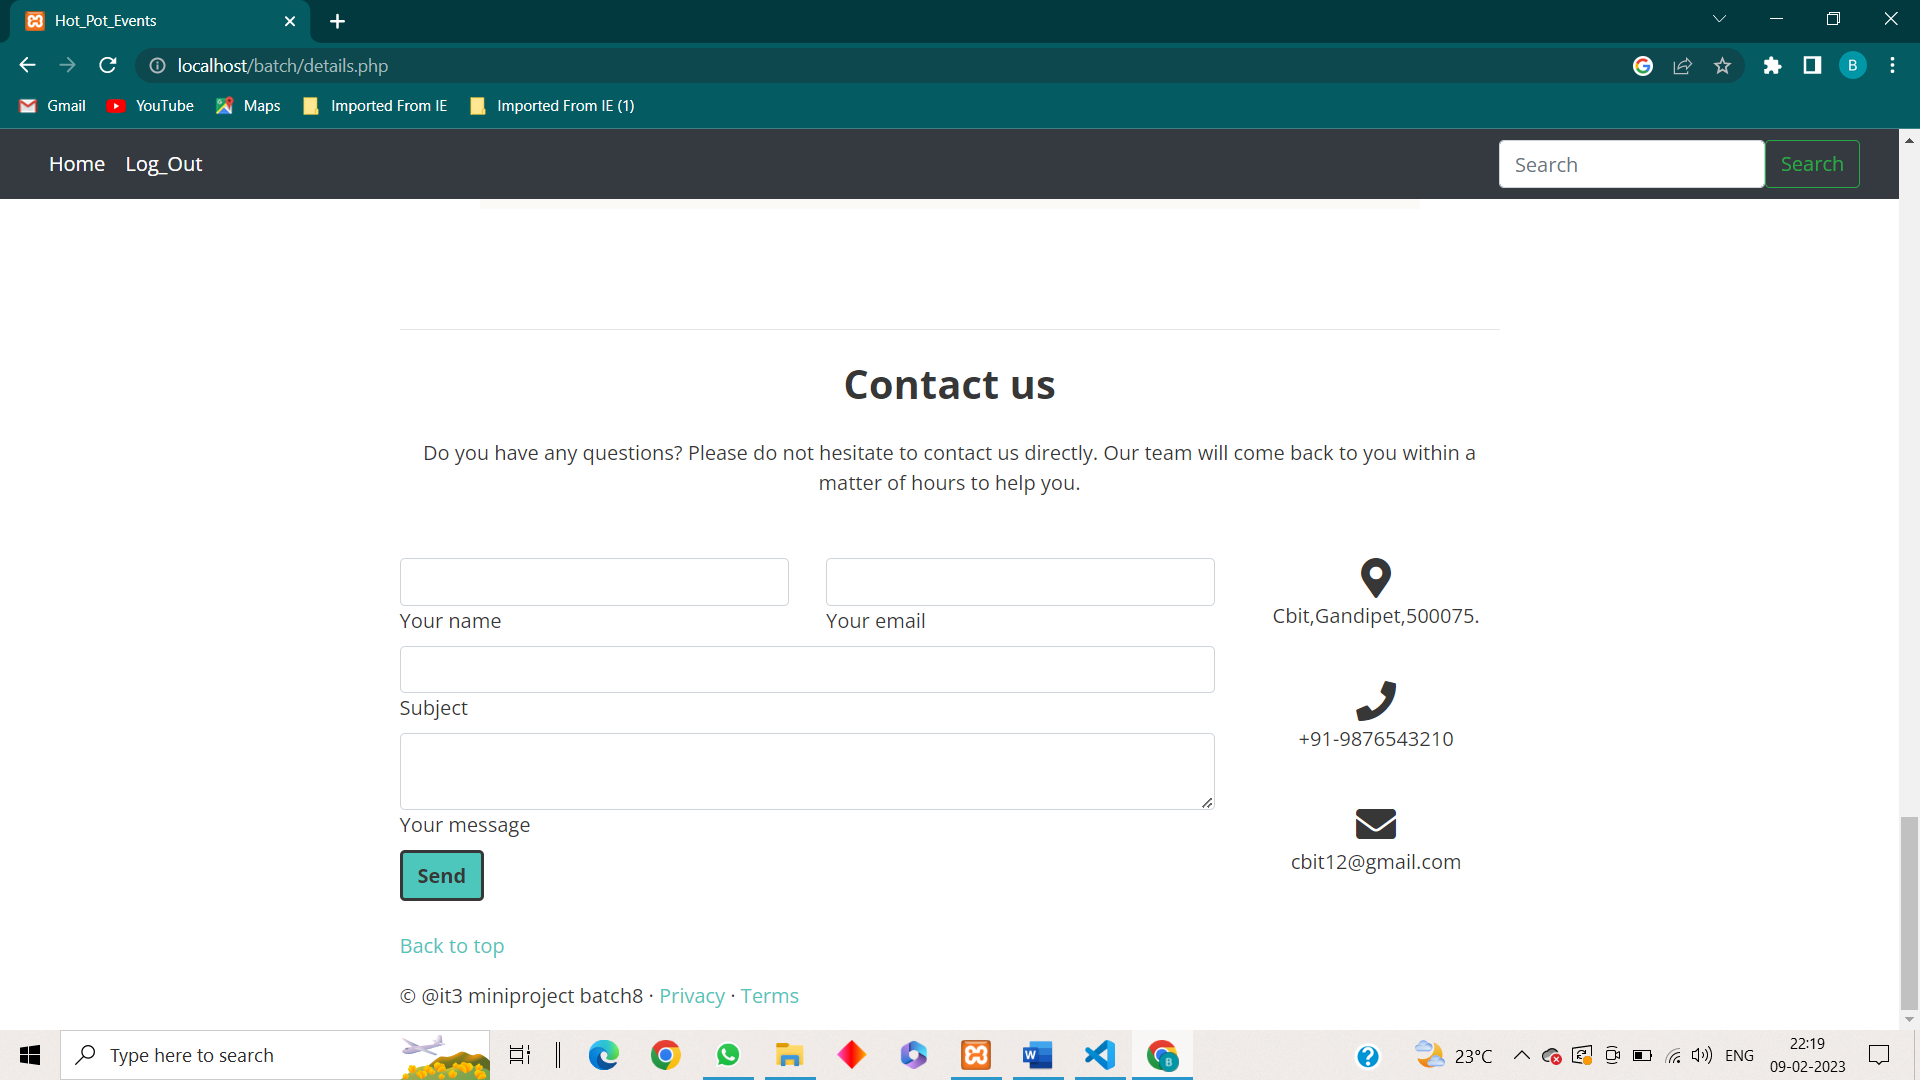 Hot_Pot_Events
localhost/batch/details.php
B
Gmail YouTube Maps Imported From IE Imported From IE (1)
Home Log_Out Search Search
Contact us
Do you have any questions? Please do not hesitate to contact us directly. Our team will come back to you within a
matter of hours to help you.
Your name Your email
Subject
Your message
Send
Cbit,Gandipet,500075.
+91-9876543210
cbit12@gmail.com
Back to top
© @it3 miniproject batch8 · Privacy · Terms
Type here to search
23°C ENG
22:19
09-02-2023